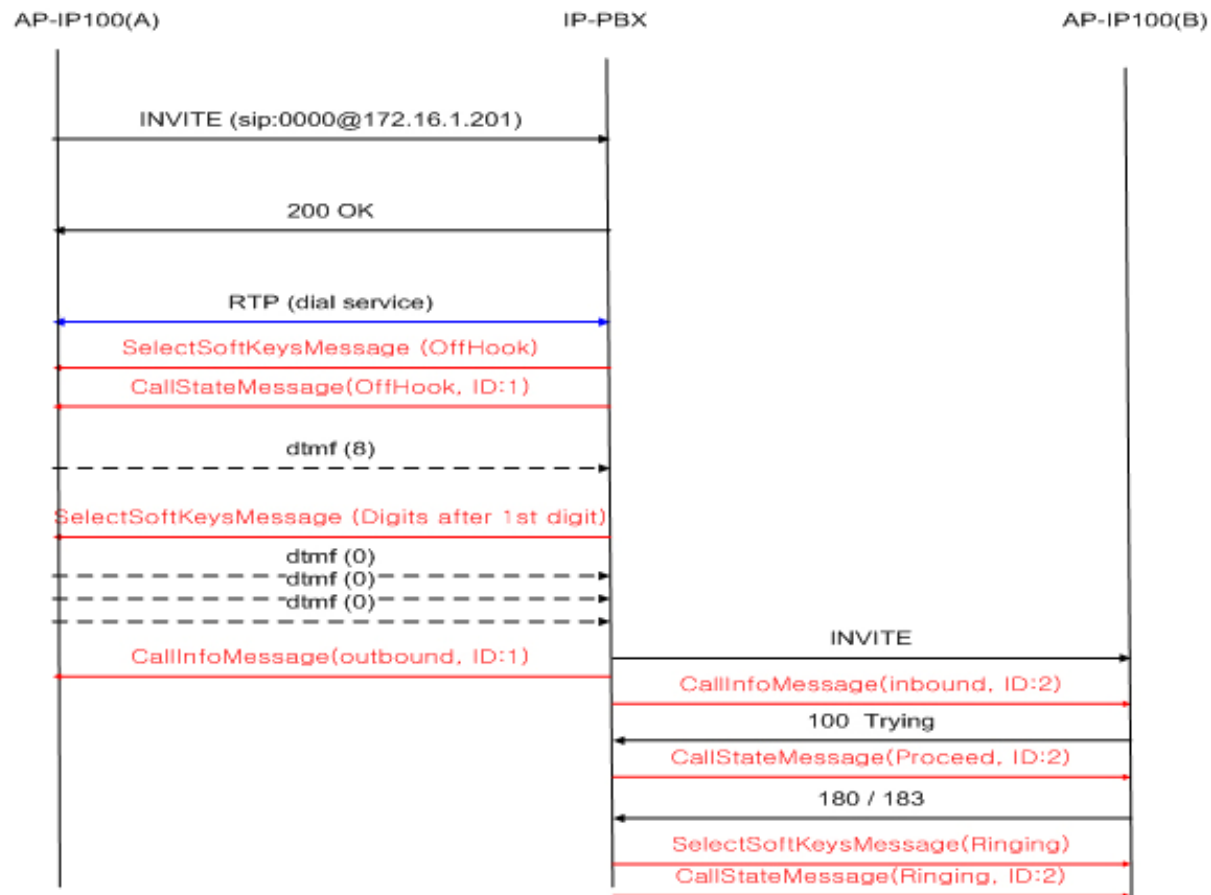 AP-IP100(A) IP-PBX AP-IP100(B)
INVITE (sip:0000@172.16.1.201)
200 OK
RTP (dial service)
SelectSoftKeysMessage (OffHook)
CallStateMessage(OffHook, ID:1)
dtmf (8)
SelectSoftKeysMessage (Digits after 1st digit)
dtmf (0)
dtmf (0)
dtmf (0)
INVITE
CallInfoMessage(outbound, ID:1)
CallInfoMessage(inbound, ID:2)
100 Trying
CallStateMessage(Proceed, ID:2)
180 / 183
SelectSoftKeysMessage(Ringing)
CallStateMessage(Ringing, ID:2)